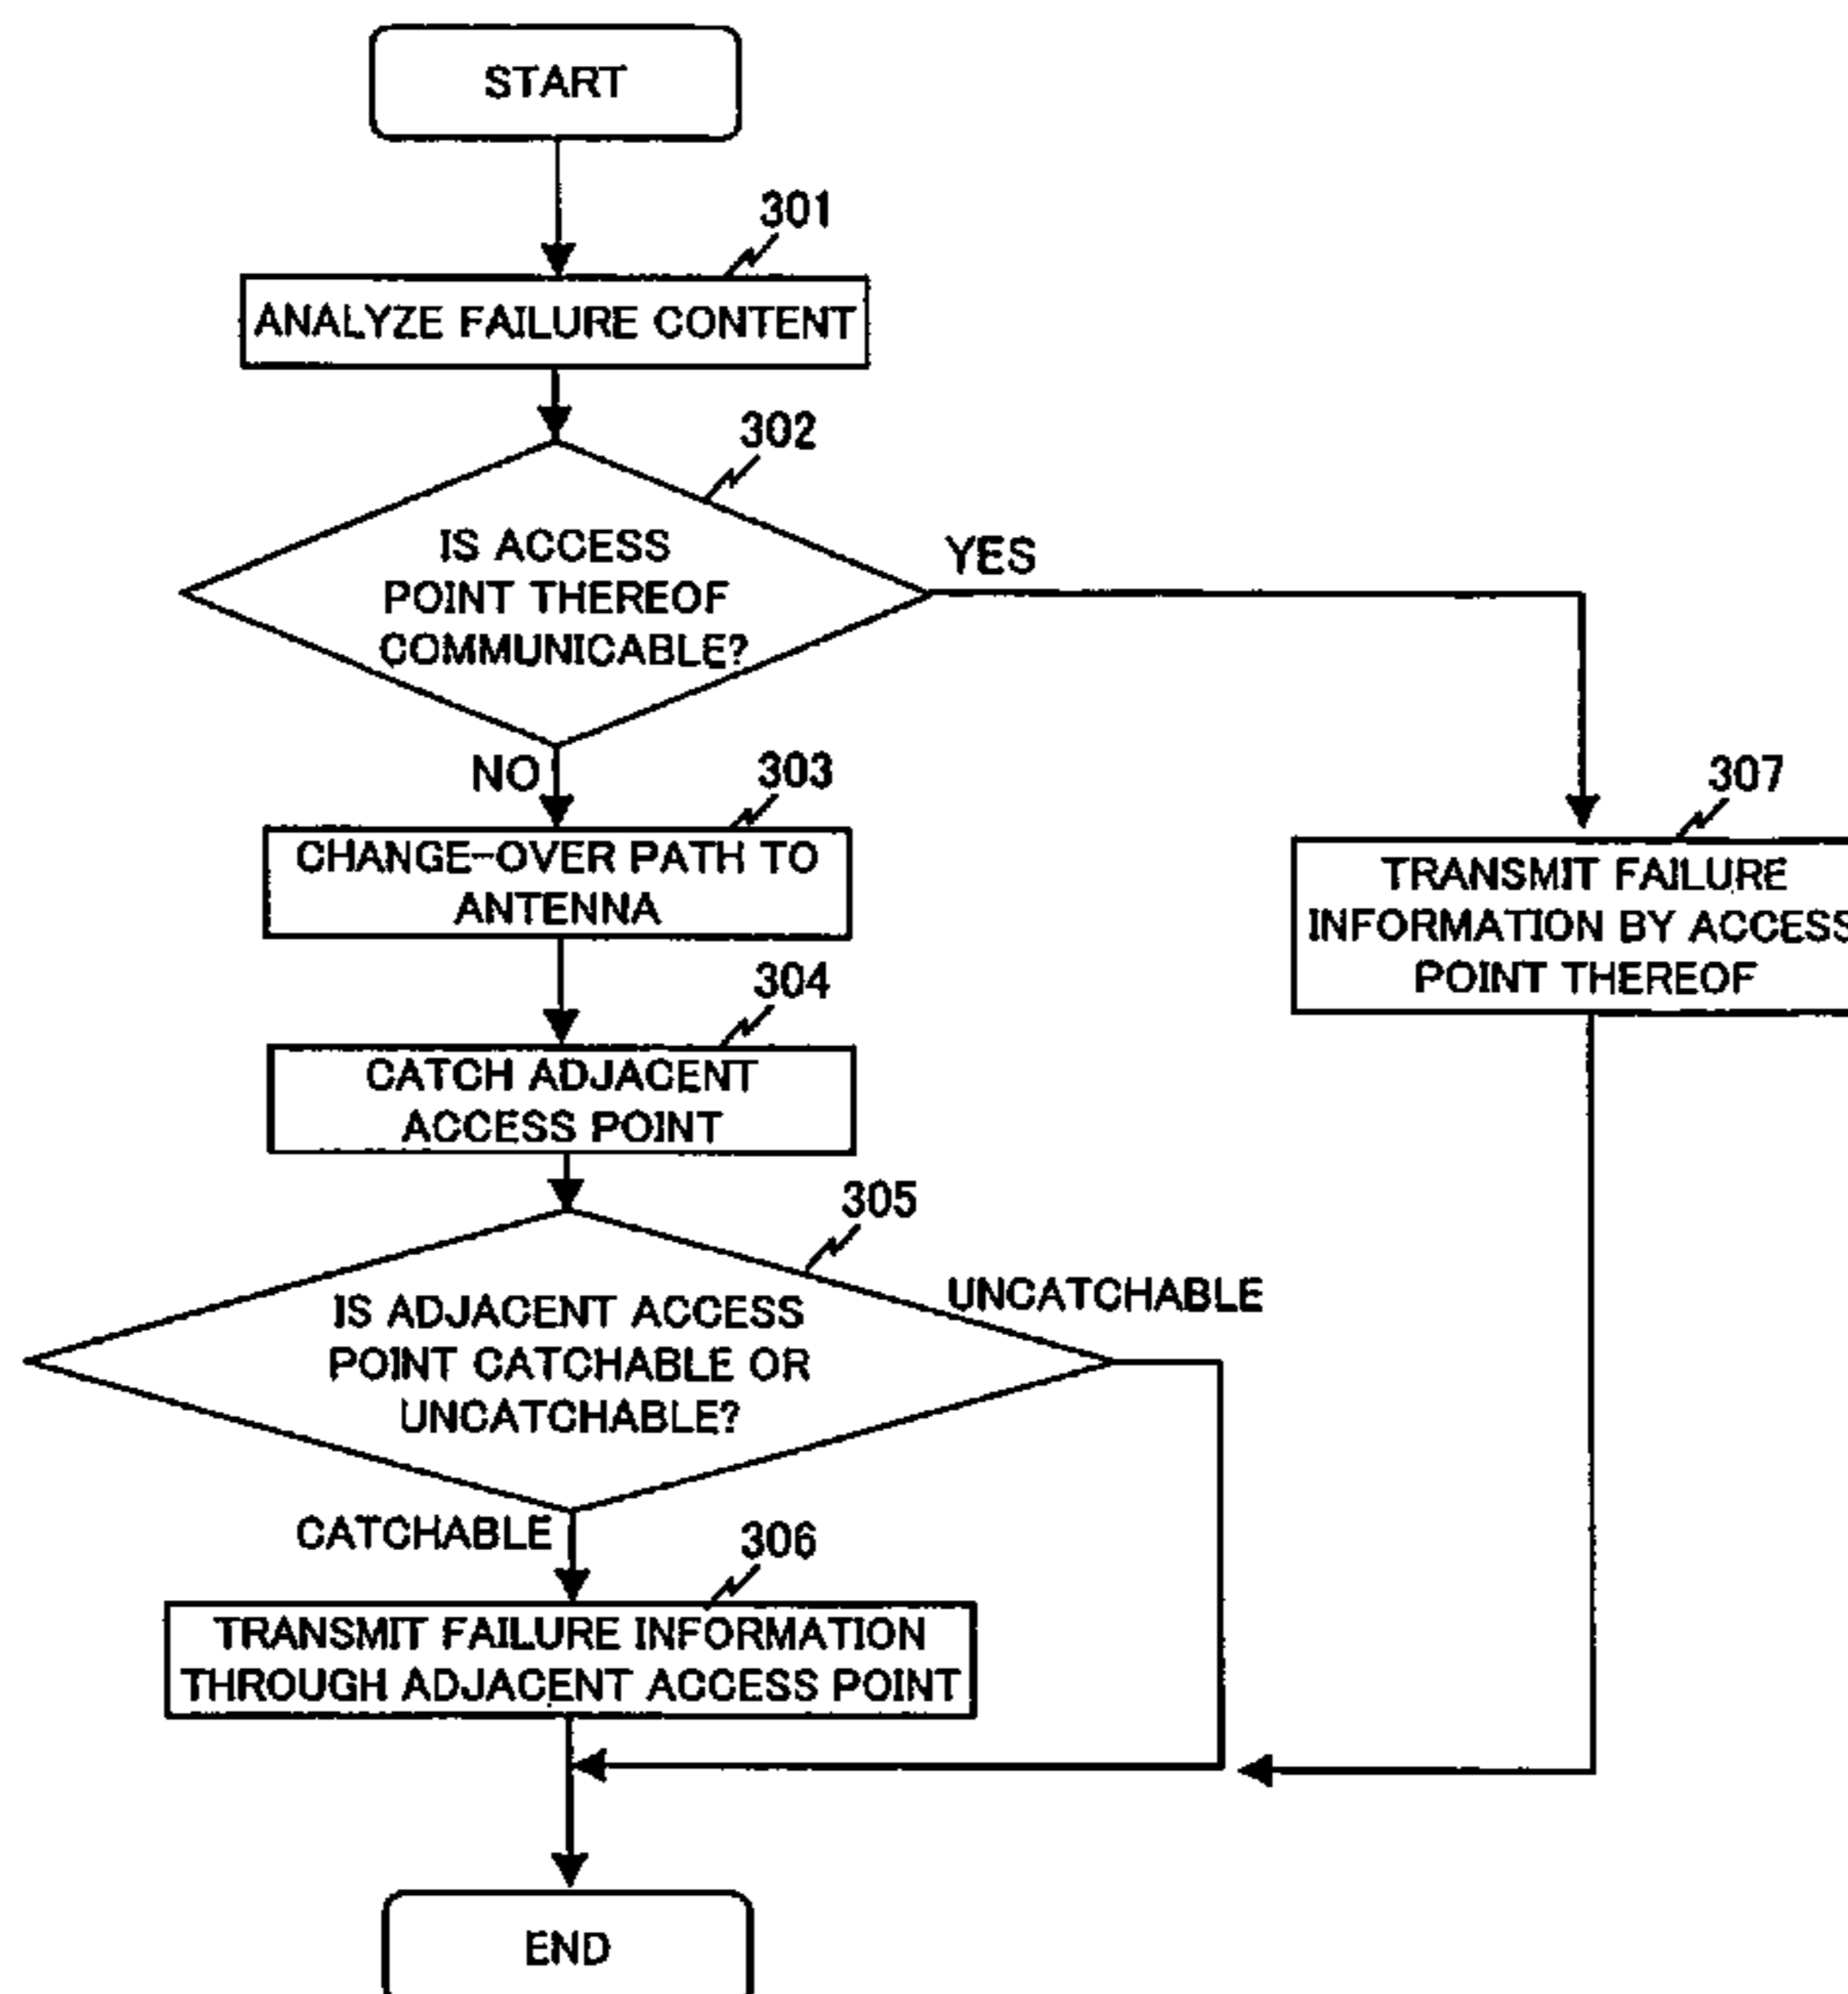 START
301
ANALYZE FAILURE CONTENT
302
IS ACCESS
POINT THEREOF
COMMUNICABLE?
YES
NO
303
CHANGE-OVER PATH TO
ANTENNA
307
TRANSMIT FAILURE
INFORMATION BY ACCESS
POINT THEREOF
304
CATCH ADJACENT
ACCESS POINT
305
IS ADJACENT ACCESS
POINT CATCHABLE OR
UNCATCHABLE?
UNCATCHABLE
CATCHABLE
306
TRANSMIT FAILURE INFORMATION
THROUGH ADJACENT ACCESS POINT
END